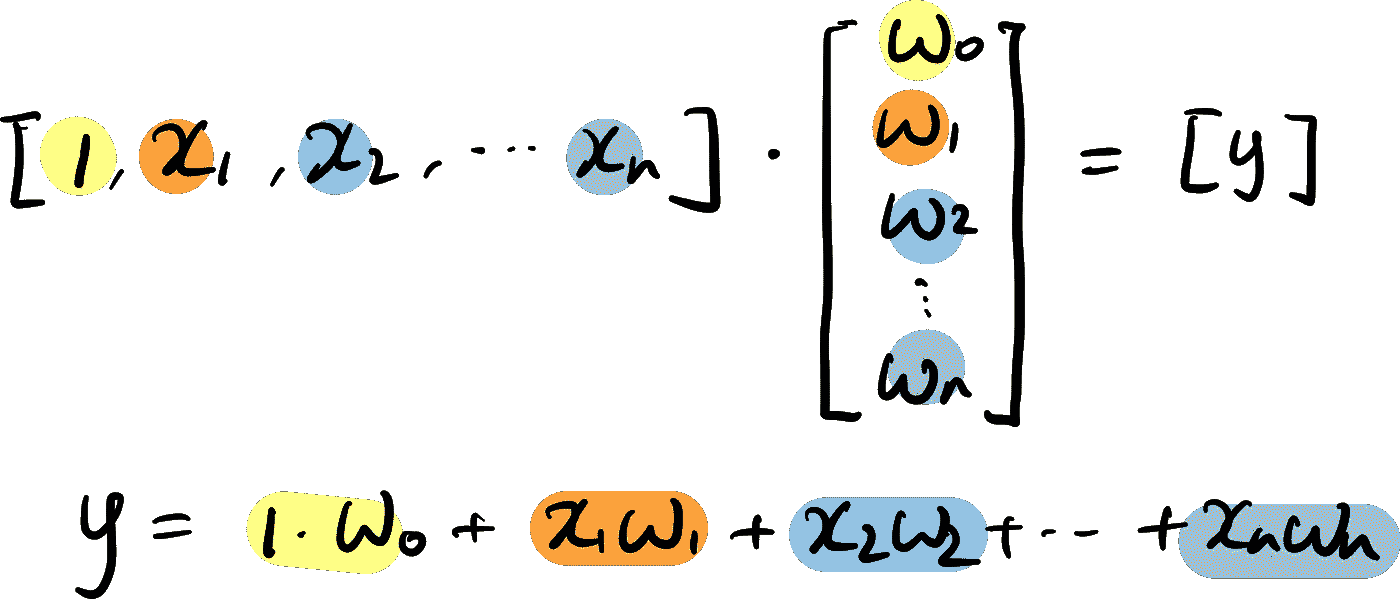 [1, x₁, x₂, ..... xₙ] · [w₀ w₁ w₂ ⋮ wₙ] = [y]
y = 1·w₀ + x₁w₁ + x₂w₂ + ... + xₙwₙ